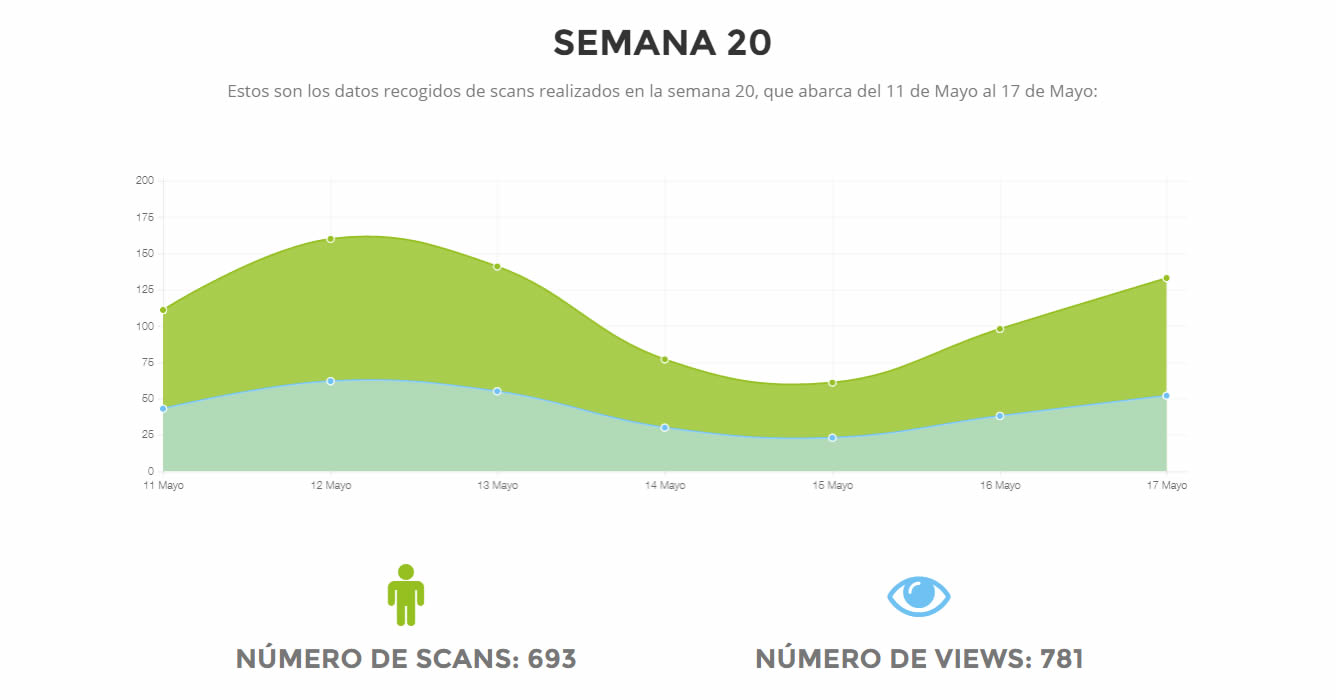 SEMANA 20
Estos son los datos recogidos de scans realizados en la semana 20, que abarca del 11 de Mayo al 17 de Mayo:
200
175
150
125
100
75
50
25
0
11 Mayo 12 Mayo 13 Mayo 14 Mayo 15 Mayo 16 Mayo 17 Mayo
NÚMERO DE SCANS: 693 NÚMERO DE VIEWS: 781